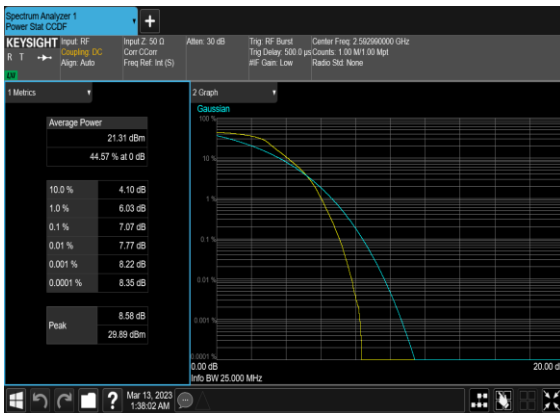 Spectrum Analyzer 1
Power Stat CCDF
KEYSIGHT
R T
LV
Input: RF
Coupling: DC
Align: Auto
Input Z: 50 Ω
Corr CCorr
Freq Ref: Int (S)
Atten: 30 dB
Trig: RF Burst
Trig Delay: 500.0 µs
#IF Gain: Low
Center Freq: 2.592990000 GHz
Counts: 1.00 M/1.00 Mpt
Radio Std: None
1 Metrics
Average Power
21.31 dBm
44.57 % at 0 dB
10.0 % 4.10 dB
1.0 % 6.03 dB
0.1 % 7.07 dB
0.01 % 7.77 dB
0.001 % 8.22 dB
0.0001 % 8.35 dB
Peak
8.58 dB
29.89 dBm
2 Graph
Gaussian
100 %
10 %
1 %
0.1 %
0.01 %
0.001 %
0.0001 %
0.00 dB
20.00 d
Info BW 25.000 MHz
Mar 13, 2023
1:38:02 AM